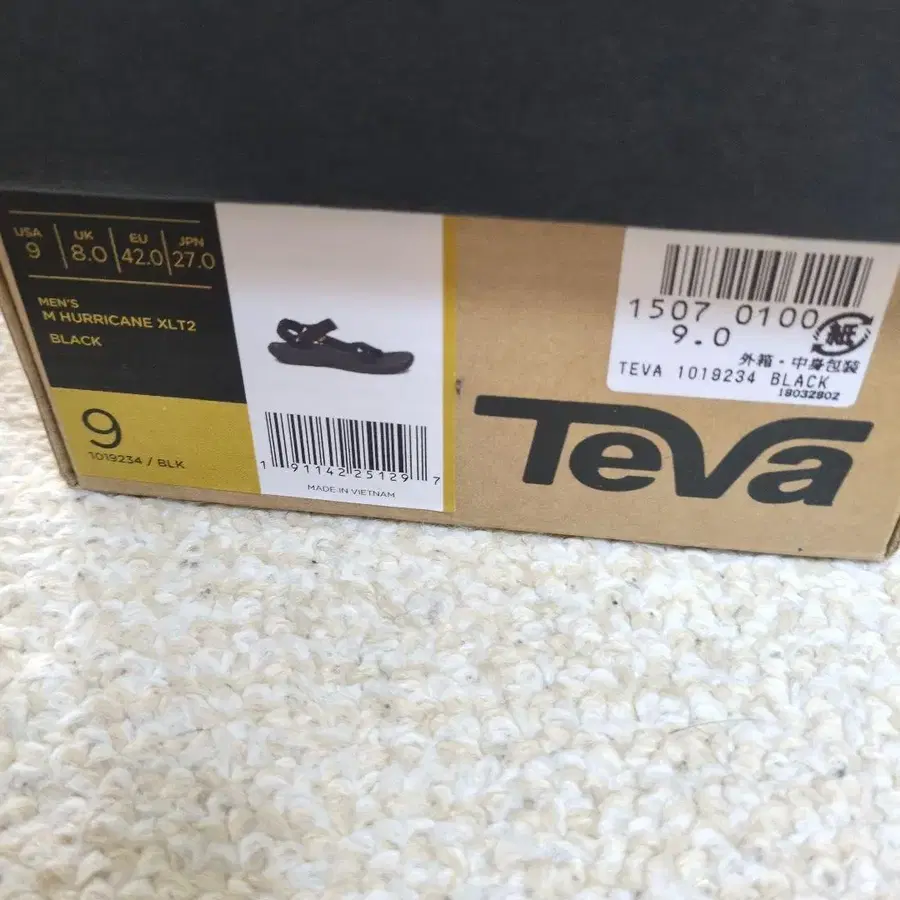 USA UK EU JPN
9 8.0 42.0 27.0
MEN'S
M HURRICANE XLT2
BLACK
9
1019234 / BLK
1 91142 25129 7
MADE IN VIETNAM
1507 0100
9.0
紙
外箱・中身包装
TEVA 1019234 BLACK
18032802
Teva